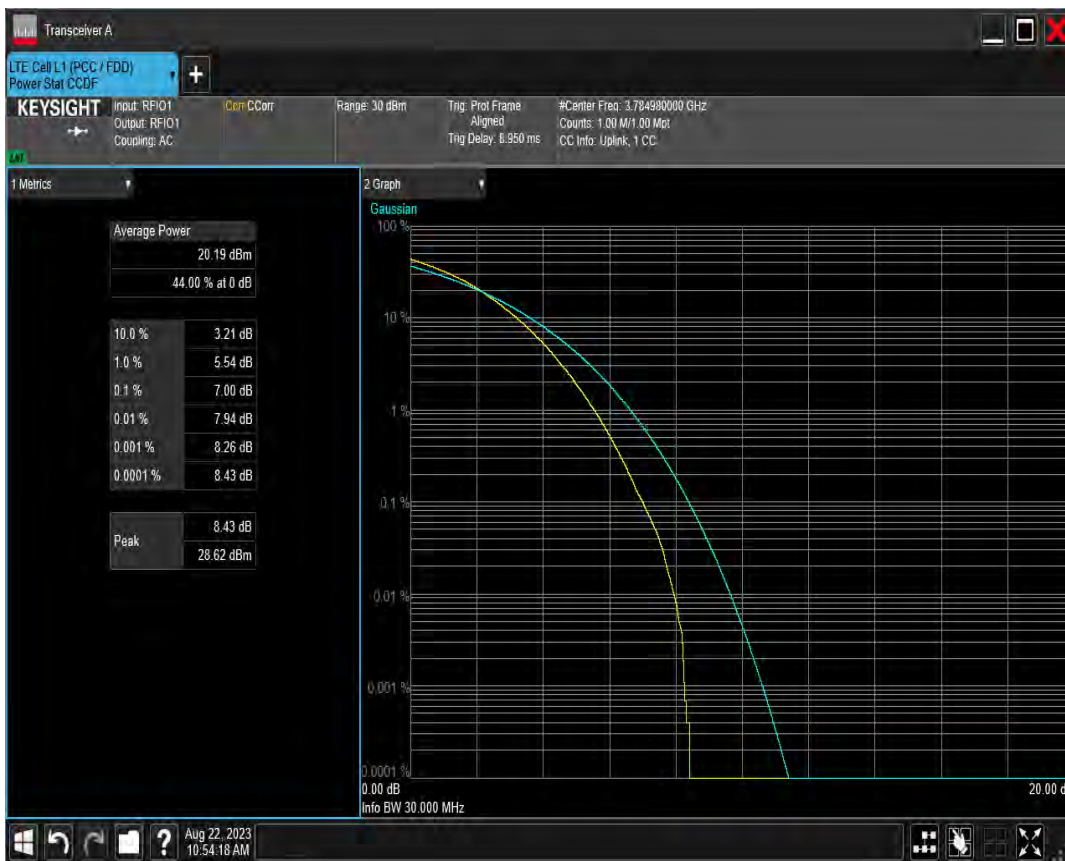 Transceiver A
LTE Cell L1 (PCC / FDD)
Power Stat CCDF
KEYSIGHT
Input: RFIO1
Output: RFIO1
Coupling: AC
Corr CCorr
Range: 30 dBm
Trig: Prot Frame
Aligned
Trig Delay: 8.950 ms
#Center Freq: 3.784980000 GHz
Counts: 1.00 M/1.00 Mpt
CC Info: Uplink, 1 CC
1 Metrics
Average Power
20.19 dBm
44.00 % at 0 dB
10.0 % 3.21 dB
1.0 % 5.54 dB
0.1 % 7.00 dB
0.01 % 7.94 dB
0.001 % 8.26 dB
0.0001 % 8.43 dB
Peak
8.43 dB
28.62 dBm
2 Graph
Gaussian
100 %
10 %
1 %
0.1 %
0.01 %
0.001 %
0.0001 %
0.00 dB
20.00 d
Info BW 30.000 MHz
?
Aug 22, 2023
10:54:18 AM